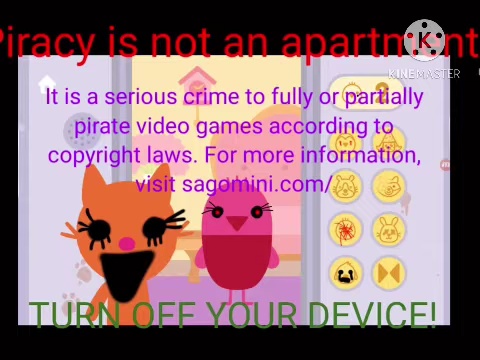 Piracy is not an apartment
K
KINEMASTER
It is a serious crime to fully or partially
pirate video games according to
copyright laws. For more information,
visit sagomini.com/
TURN OFF YOUR DEVICE!